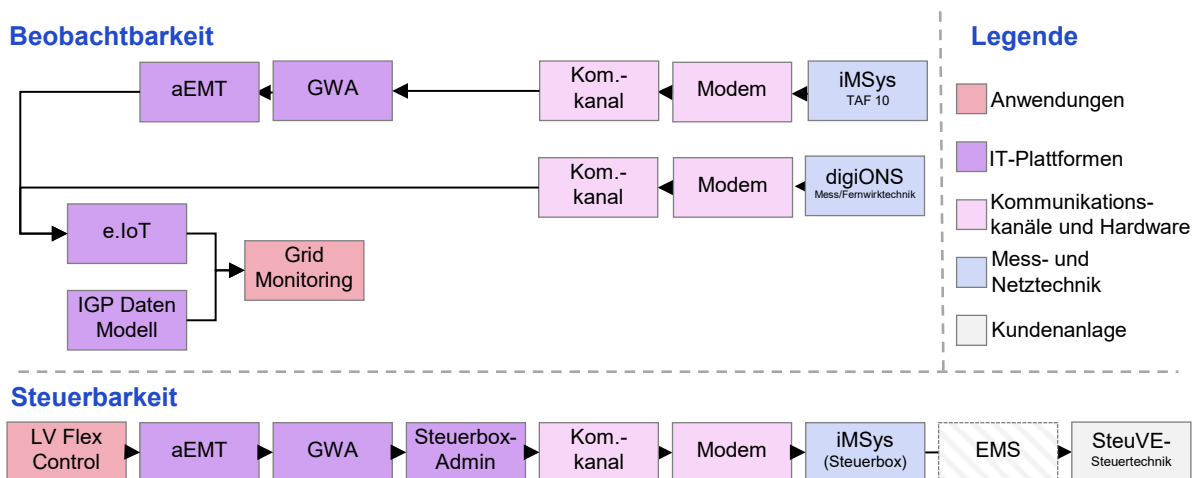 Beobachtbarkeit
Legende
aEMT
GWA
Kom.-
kanal
Modem
iMSys
TAF 10
Kom.-
kanal
Modem
digiONS
Mess/Fernwirktechnik
e.IoT
Grid
Monitoring
IGP Daten
Modell
Anwendungen
IT-Plattformen
Kommunikations-
kanäle und Hardware
Mess- und
Netztechnik
Kundenanlage
Steuerbarkeit
LV Flex
Control
aEMT
GWA
Steuerbox-
Admin
Kom.-
kanal
Modem
iMSys
(Steuerbox)
EMS
SteuVE-
Steuertechnik